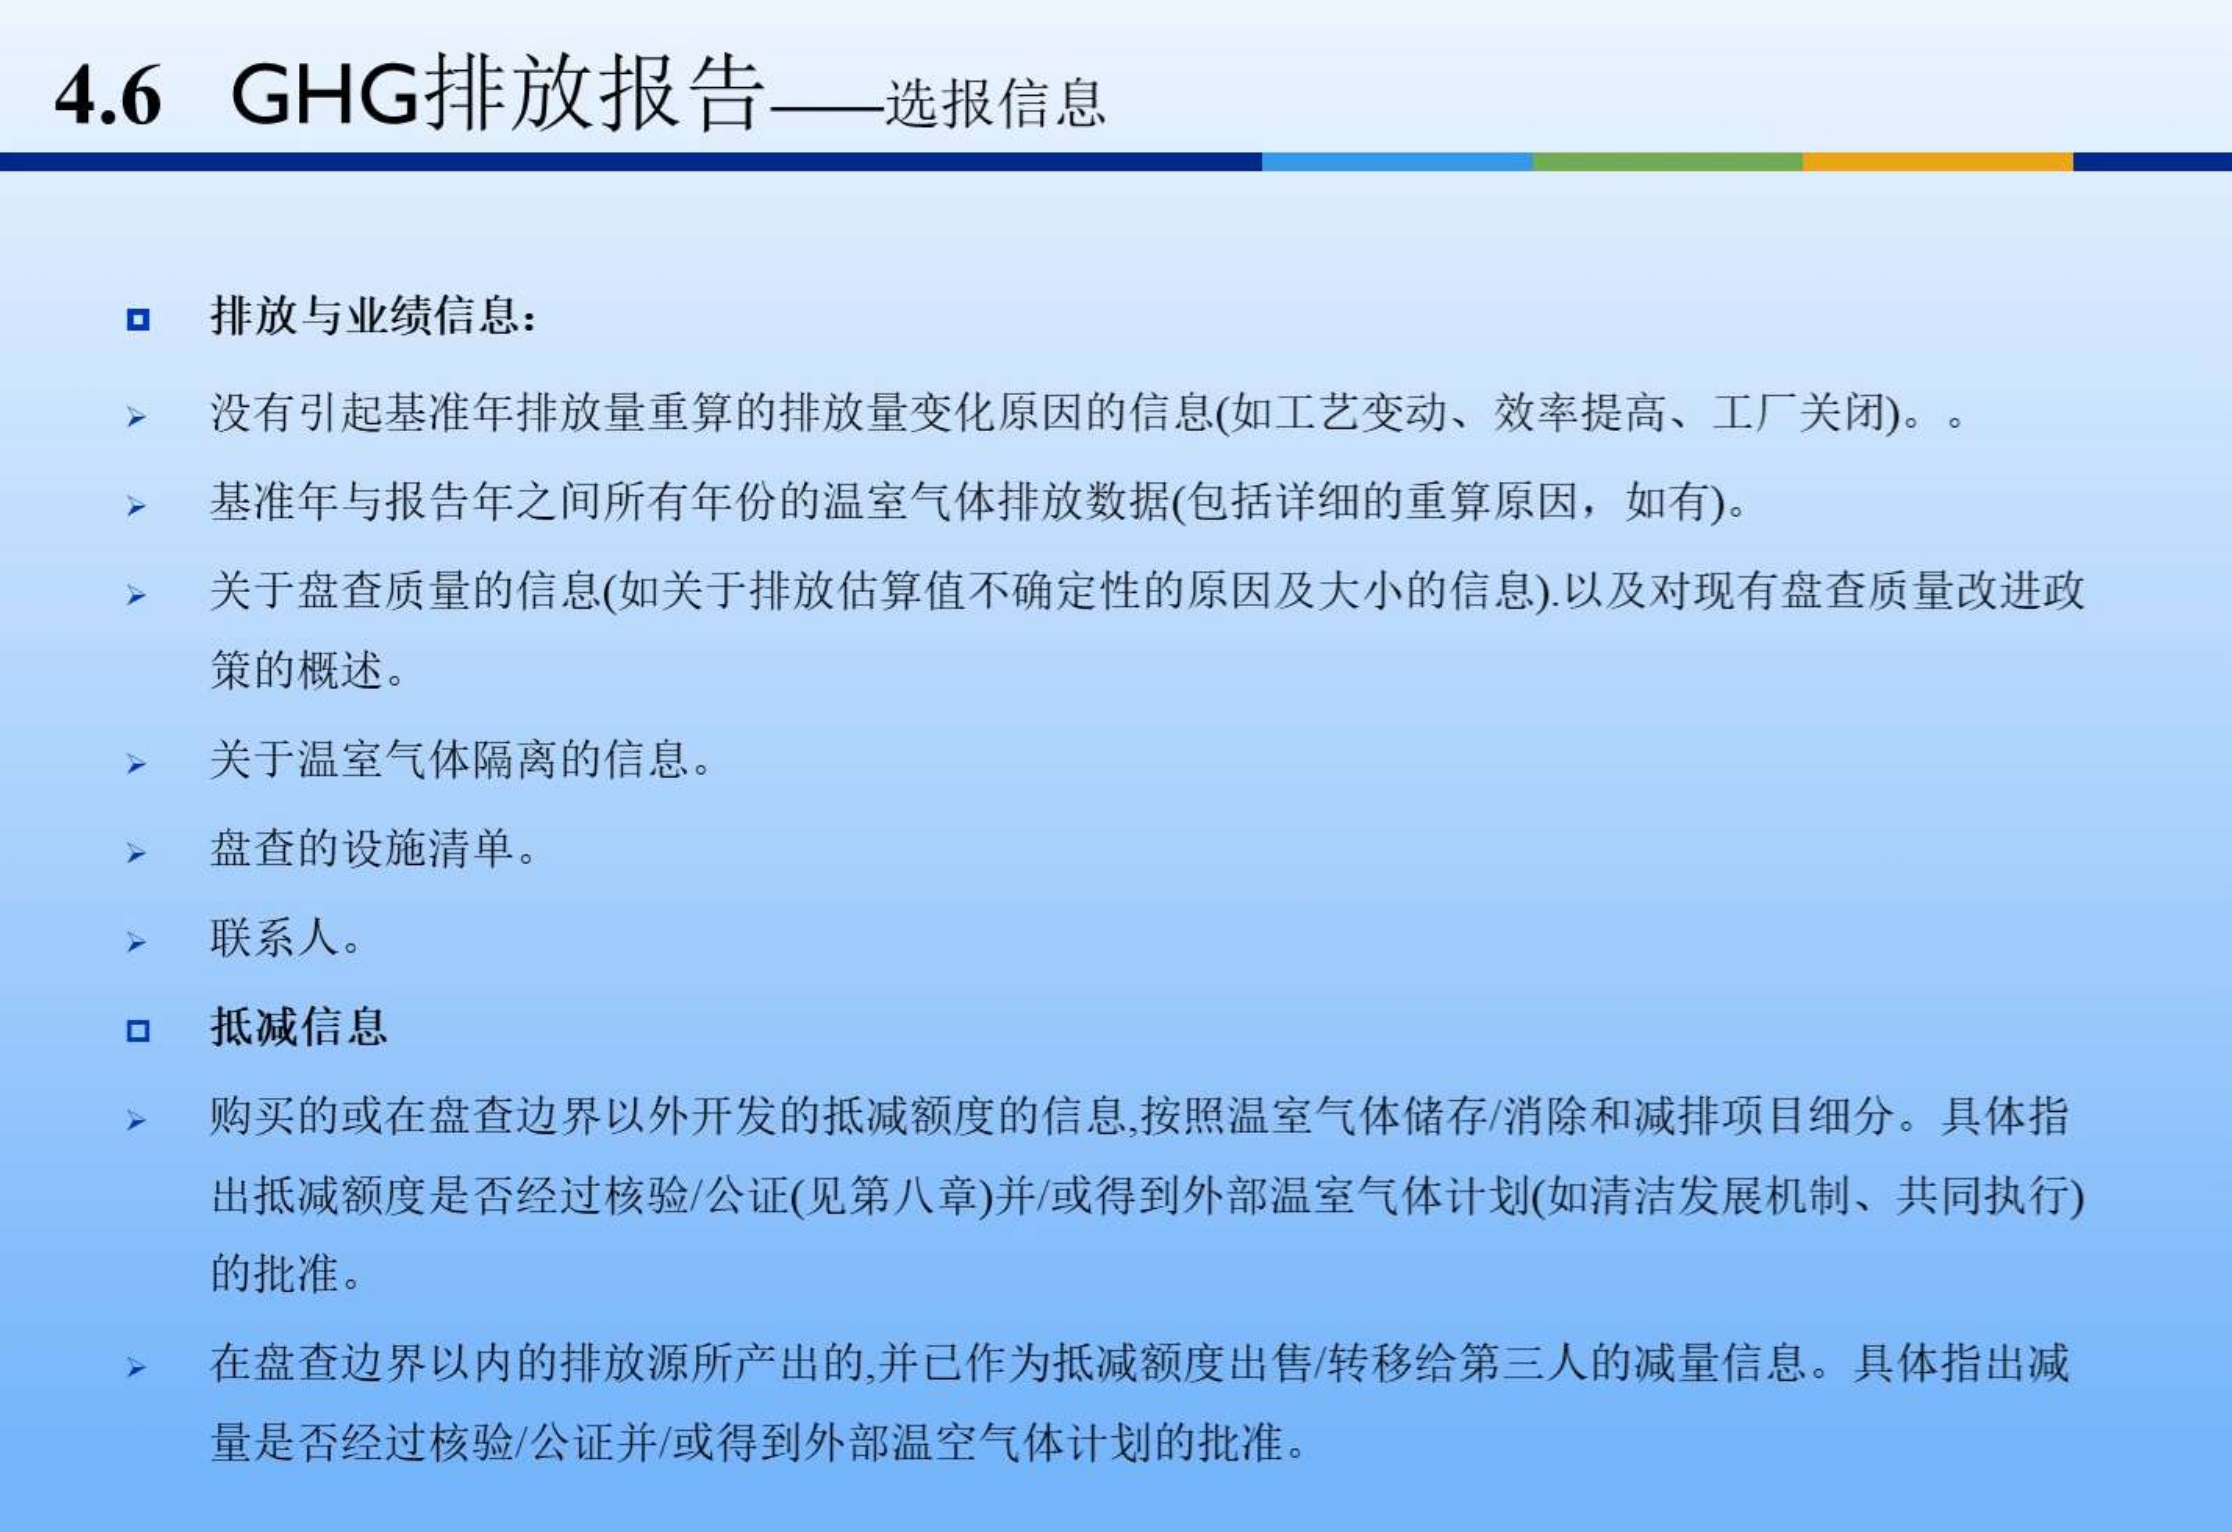 4.6 GHG排放报告——选报信息
排放与业绩信息：
没有引起基准年排放量重算的排放量变化原因的信息(如工艺变动、效率提高、工厂关闭)。。
基准年与报告年之间所有年份的温室气体排放数据(包括详细的重算原因，如有)。
关于盘查质量的信息(如关于排放估算值不确定性的原因及大小的信息).以及对现有盘查质量改进政
策的概述。
关于温室气体隔离的信息。
盘查的设施清单。
联系人。
抵减信息
购买的或在盘查边界以外开发的抵减额度的信息,按照温室气体储存/消除和减排项目细分。具体指
出抵减额度是否经过核验/公证(见第八章)并/或得到外部温室气体计划(如清洁发展机制、共同执行)
的批准。
在盘查边界以内的排放源所产出的,并已作为抵减额度出售/转移给第三人的减量信息。具体指出减
量是否经过核验/公证并/或得到外部温空气体计划的批准。